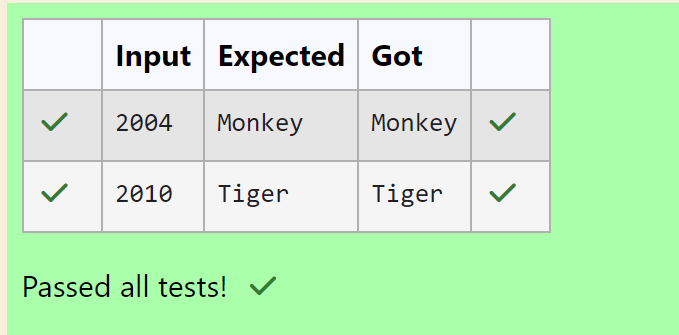 Input Expected Got
2004 Monkey Monkey
2010 Tiger Tiger
Passed all tests!